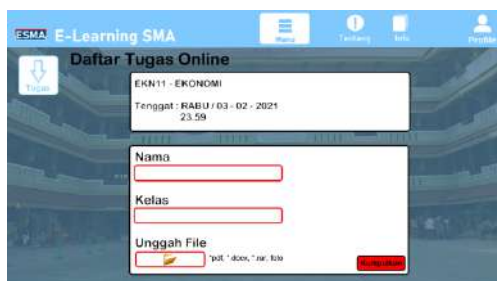 ESMA E-Learning SMA
Menu
Tentang
Info
Profile
Tugas
Daftar Tugas Online
EKN11 - EKONOMI
Tenggat : RABU / 03 - 02 - 2021
23.59
Nama
Kelas
Unggah File
*pdf, *.docx, *.rar, foto
Kumpulkan